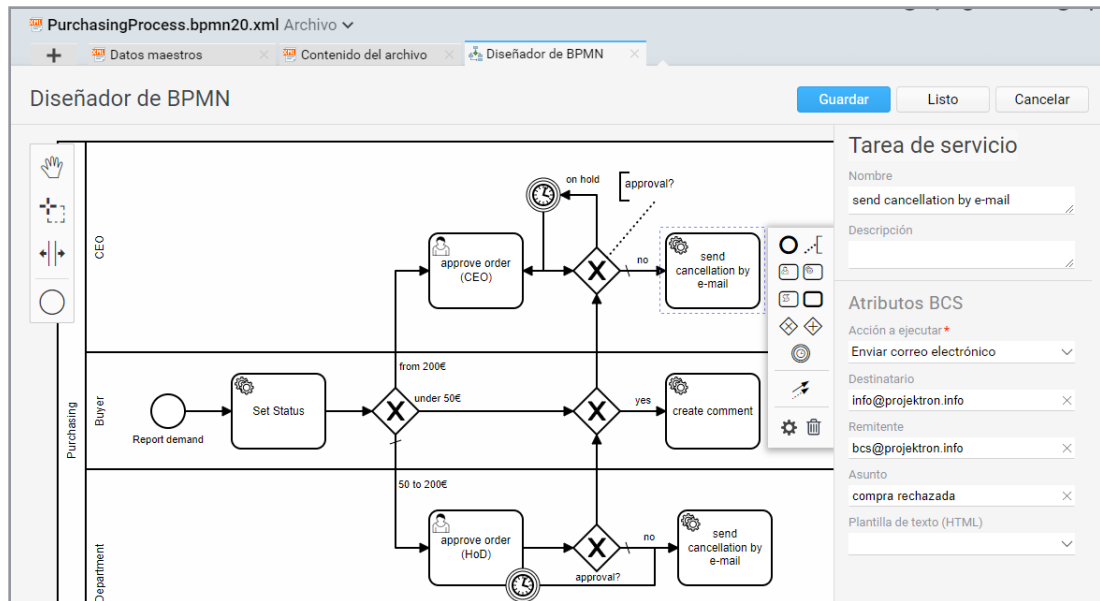 PurchasingProcess.bpmn20.xml Archivo
Datos maestros
Contenido del archivo
Diseñador de BPMN
Diseñador de BPMN
Guardar
Listo
Cancelar
CEO
on hold
approval?
approve order
(CEO)
no
send
cancellation by
e-mail
from 200€
Purchasing
Buyer
Report demand
Set Status
under 50€
yes
create comment
50 to 200€
Department
approve order
(HoD)
approval?
no
send
cancellation by
e-mail
Tarea de servicio
Nombre
send cancellation by e-mail
Descripción
Atributos BCS
Acción a ejecutar *
Enviar correo electrónico
Destinatario
info@projektron.info
Remitente
bcs@projektron.info
Asunto
compra rechazada
Plantilla de texto (HTML)